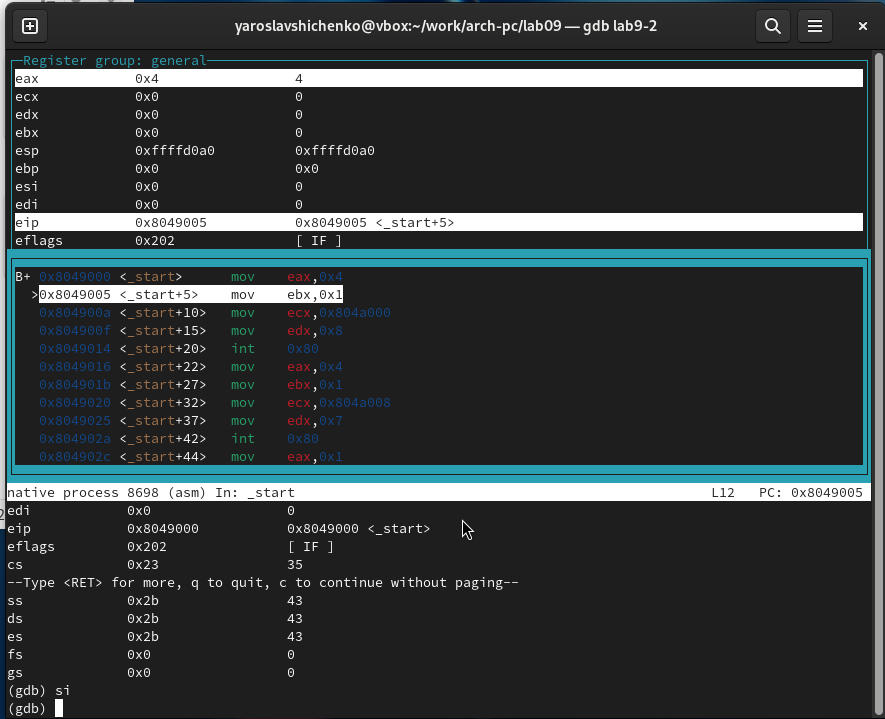 yaroslavshichenko@vbox:~/work/arch-pc/lab09 — gdb lab9-2
Register group: general
eax 0x4 4
ecx 0x0 0
edx 0x0 0
ebx 0x0 0
esp 0xffffd0a0 0xffffd0a0
ebp 0x0 0x0
esi 0x0 0
edi 0x0 0
eip 0x8049005 0x8049005 <_start+5>
eflags 0x202 [ IF ]
B+ 0x8049000 <_start> mov eax,0x4
>0x8049005 <_start+5> mov ebx,0x1
0x804900a <_start+10> mov ecx,0x804a000
0x804900f <_start+15> mov edx,0x8
0x8049014 <_start+20> int 0x80
0x8049016 <_start+22> mov eax,0x4
0x804901b <_start+27> mov ebx,0x1
0x8049020 <_start+32> mov ecx,0x804a008
0x8049025 <_start+37> mov edx,0x7
0x804902a <_start+42> int 0x80
0x804902c <_start+44> mov eax,0x1
native process 8698 (asm) In: _start L12 PC: 0x8049005
edi 0x0 0
eip 0x8049000 0x8049000 <_start>
eflags 0x202 [ IF ]
cs 0x23 35
--Type <RET> for more, q to quit, c to continue without paging--
ss 0x2b 43
ds 0x2b 43
es 0x2b 43
fs 0x0 0
gs 0x0 0
(gdb) si
(gdb)